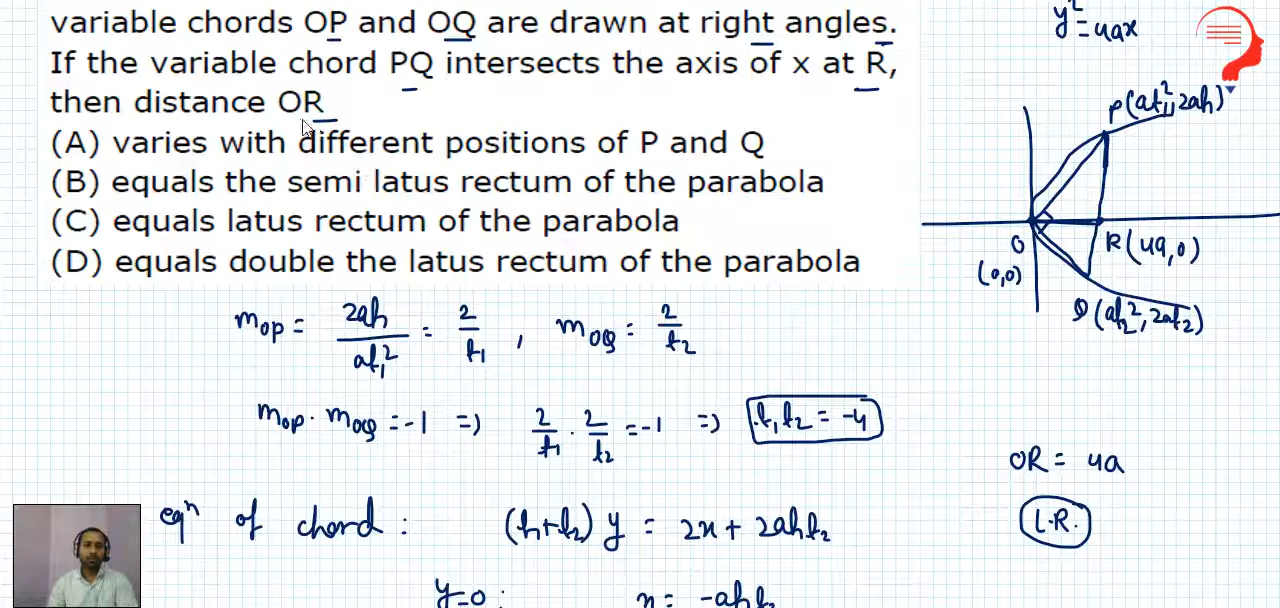 variable chords OP and OQ are drawn at right angles.
If the variable chord PQ intersects the axis of x at R,
then distance OR
(A) varies with different positions of P and Q
(B) equals the semi latus rectum of the parabola
(C) equals latus rectum of the parabola
(D) equals double the latus rectum of the parabola
y² = 4ax
P(at₁², 2at₁)
O
(0,0)
R(4a,0)
Q(at₂², 2at₂)
m_OP = 2at₁ / at₁² = 2/t₁ , m_OQ = 2/t₂
m_OP · m_OQ = -1 => 2/t₁ · 2/t₂ = -1 => t₁t₂ = -4
OR = 4a
L.R.
eqⁿ of chord : (t₁+t₂) y = 2x + 2at₁t₂
y=0 : x = -at₁t₂